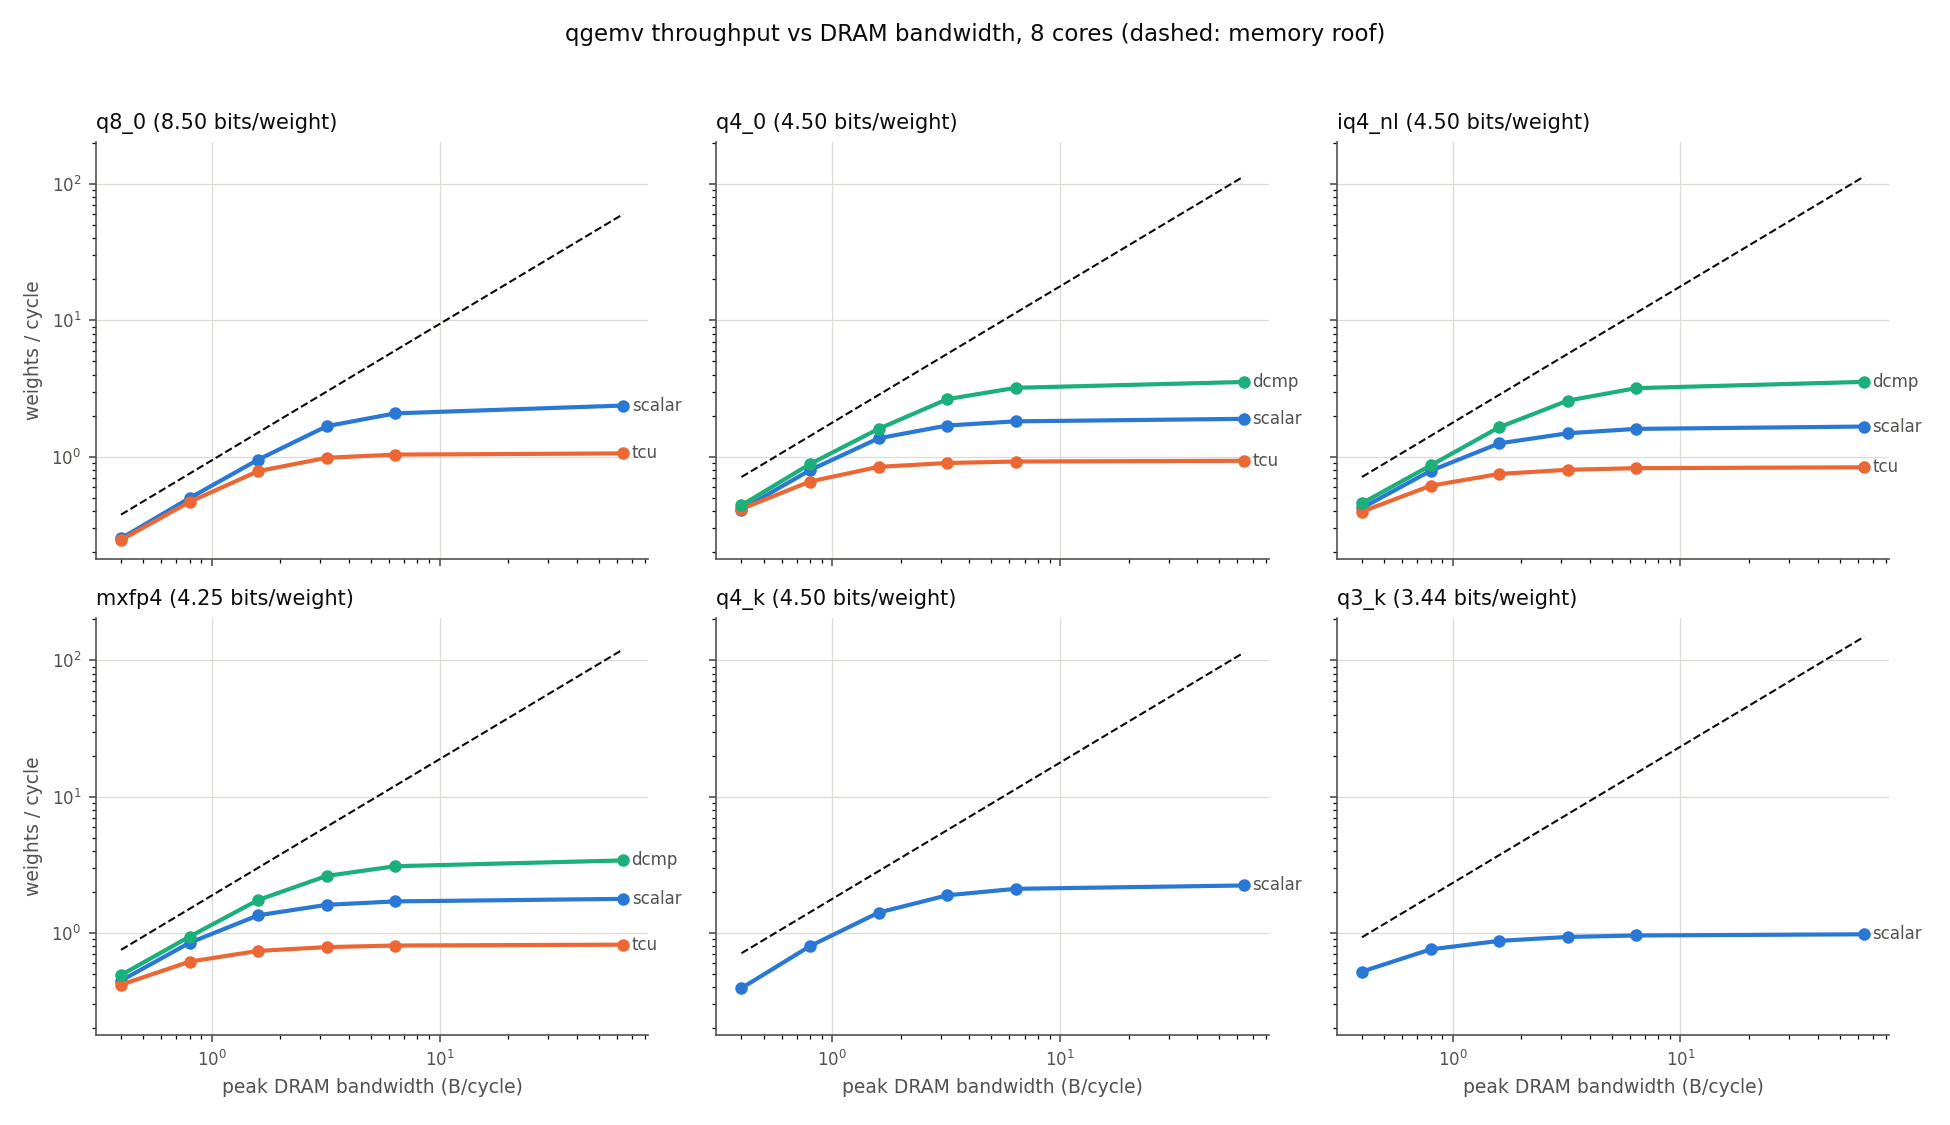 qgemv throughput vs DRAM bandwidth, 8 cores (dashed: memory roof)
q8_0 (8.50 bits/weight)
10²
10¹
10⁰
weights / cycle
scalar
tcu
q4_0 (4.50 bits/weight)
dcmp
scalar
tcu
iq4_nl (4.50 bits/weight)
dcmp
scalar
tcu
mxfp4 (4.25 bits/weight)
10²
10¹
10⁰
weights / cycle
dcmp
scalar
tcu
10⁰ 10¹
peak DRAM bandwidth (B/cycle)
q4_k (4.50 bits/weight)
scalar
10⁰ 10¹
peak DRAM bandwidth (B/cycle)
q3_k (3.44 bits/weight)
scalar
10⁰ 10¹
peak DRAM bandwidth (B/cycle)